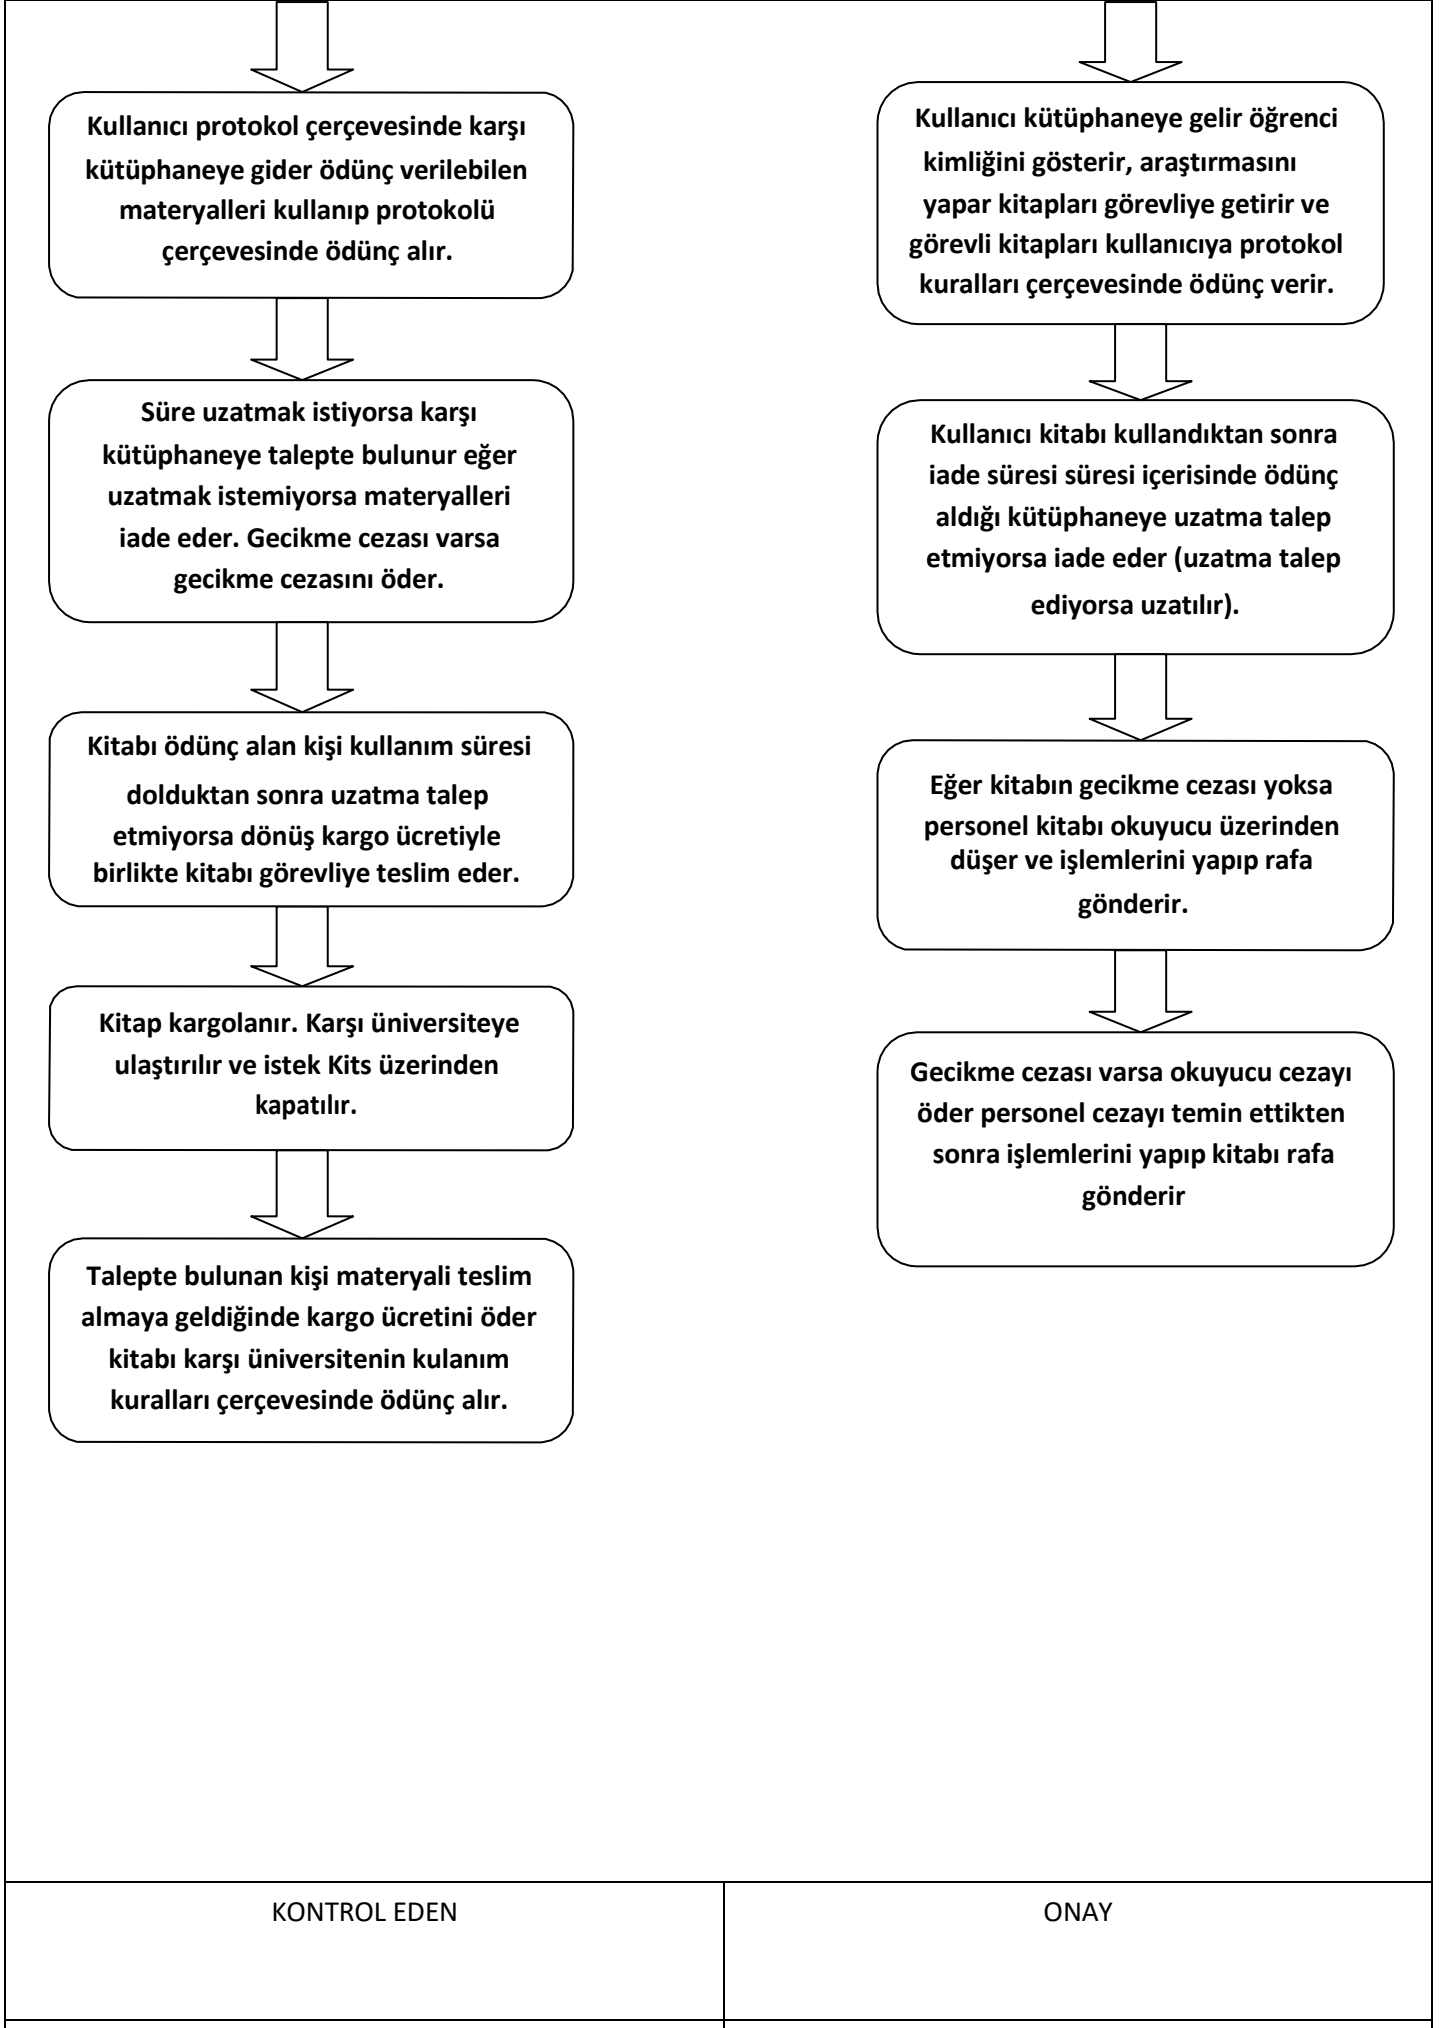 Kullanıcı protokol çerçevesinde karşı
kütüphaneye gider ödünç verilebilen
materyalleri kullanıp protokolü
çerçevesinde ödünç alır.
Süre uzatmak istiyorsa karşı
kütüphaneye talepte bulunur eğer
uzatmak istemiyorsa materyalleri
iade eder. Gecikme cezası varsa
gecikme cezasını öder.
Kitabı ödünç alan kişi kullanım süresi
dolduktan sonra uzatma talep
etmiyorsa dönüş kargo ücretiyle
birlikte kitabı görevliye teslim eder.
Kitap kargolanır. Karşı üniversiteye
ulaştırılır ve istek Kits üzerinden
kapatılır.
Talepte bulunan kişi materyali teslim
almaya geldiğinde kargo ücretini öder
kitabı karşı üniversitenin kulanım
kuralları çerçevesinde ödünç alır.
Kullanıcı kütüphaneye gelir öğrenci
kimliğini gösterir, araştırmasını
yapar kitapları görevliye getirir ve
görevli kitapları kullanıcıya protokol
kuralları çerçevesinde ödünç verir.
Kullanıcı kitabı kullandıktan sonra
iade süresi süresi içerisinde ödünç
aldığı kütüphaneye uzatma talep
etmiyorsa iade eder (uzatma talep
ediyorsa uzatılır).
Eğer kitabın gecikme cezası yoksa
personel kitabı okuyucu üzerinden
düşer ve işlemlerini yapıp rafa
gönderir.
Gecikme cezası varsa okuyucu cezayı
öder personel cezayı temin ettikten
sonra işlemlerini yapıp kitabı rafa
gönderir
KONTROL EDEN
ONAY